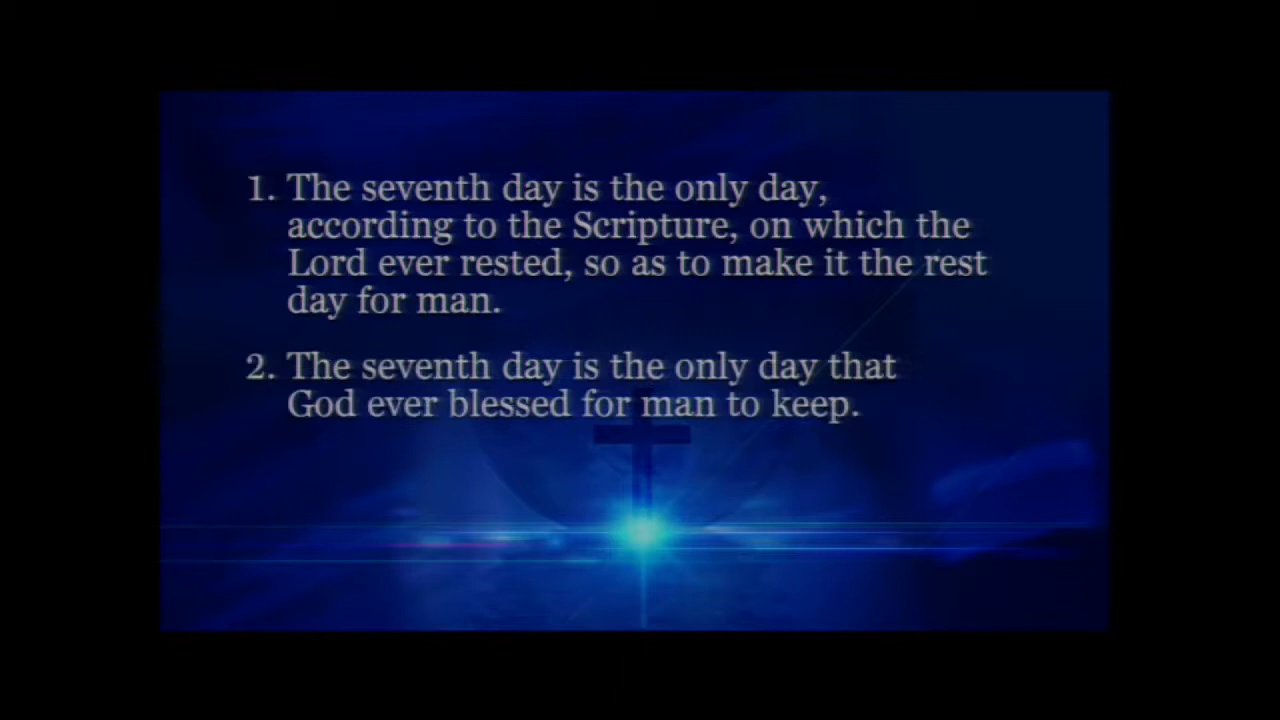 1. The seventh day is the only day,
according to the Scripture, on which the
Lord ever rested, so as to make it the rest
day for man.
2. The seventh day is the only day that
God ever blessed for man to keep.